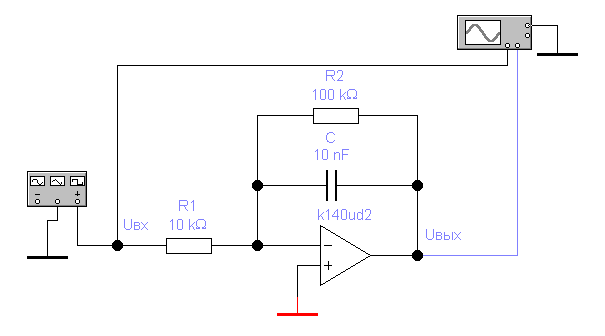 R2
100 kΩ
C
10 nF
R1
10 kΩ
k140ud2
Uвх
Uвых
− +
−
+